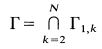 Γ = ∩_{k=2}^{N} Γ_{1,k}